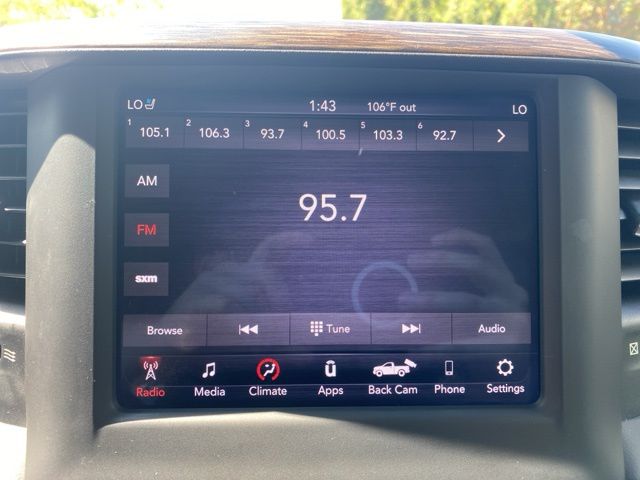 LO 1:43 106°F out LO
1 105.1 2 106.3 3 93.7 4 100.5 5 103.3 6 92.7
AM
95.7
FM
sxm
Browse Tune Audio
Radio Media Climate Apps Back Cam Phone Settings